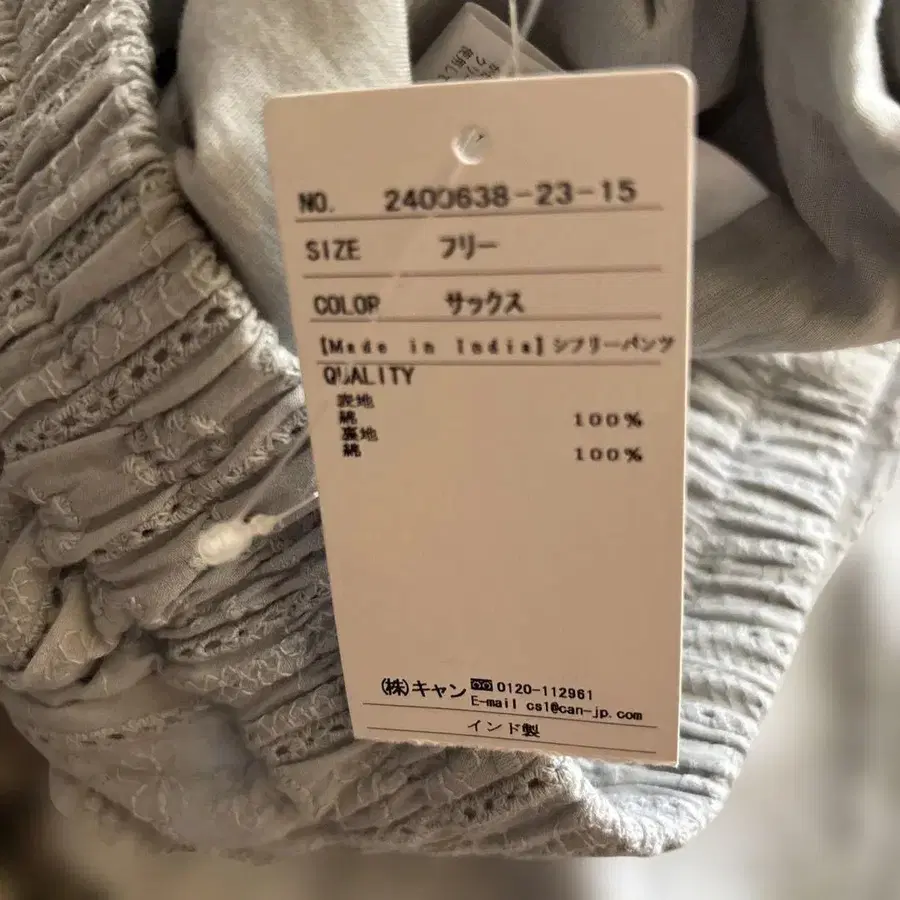 NO. 2400638-23-15
SIZE フリー
COLOR サックス
【Made in India】シフリーパンツ
QUALITY
表地
綿 100%
裏地
綿 100%
(株)キャン 0120-112961
E-mail cs1@can-jp.com
インド製